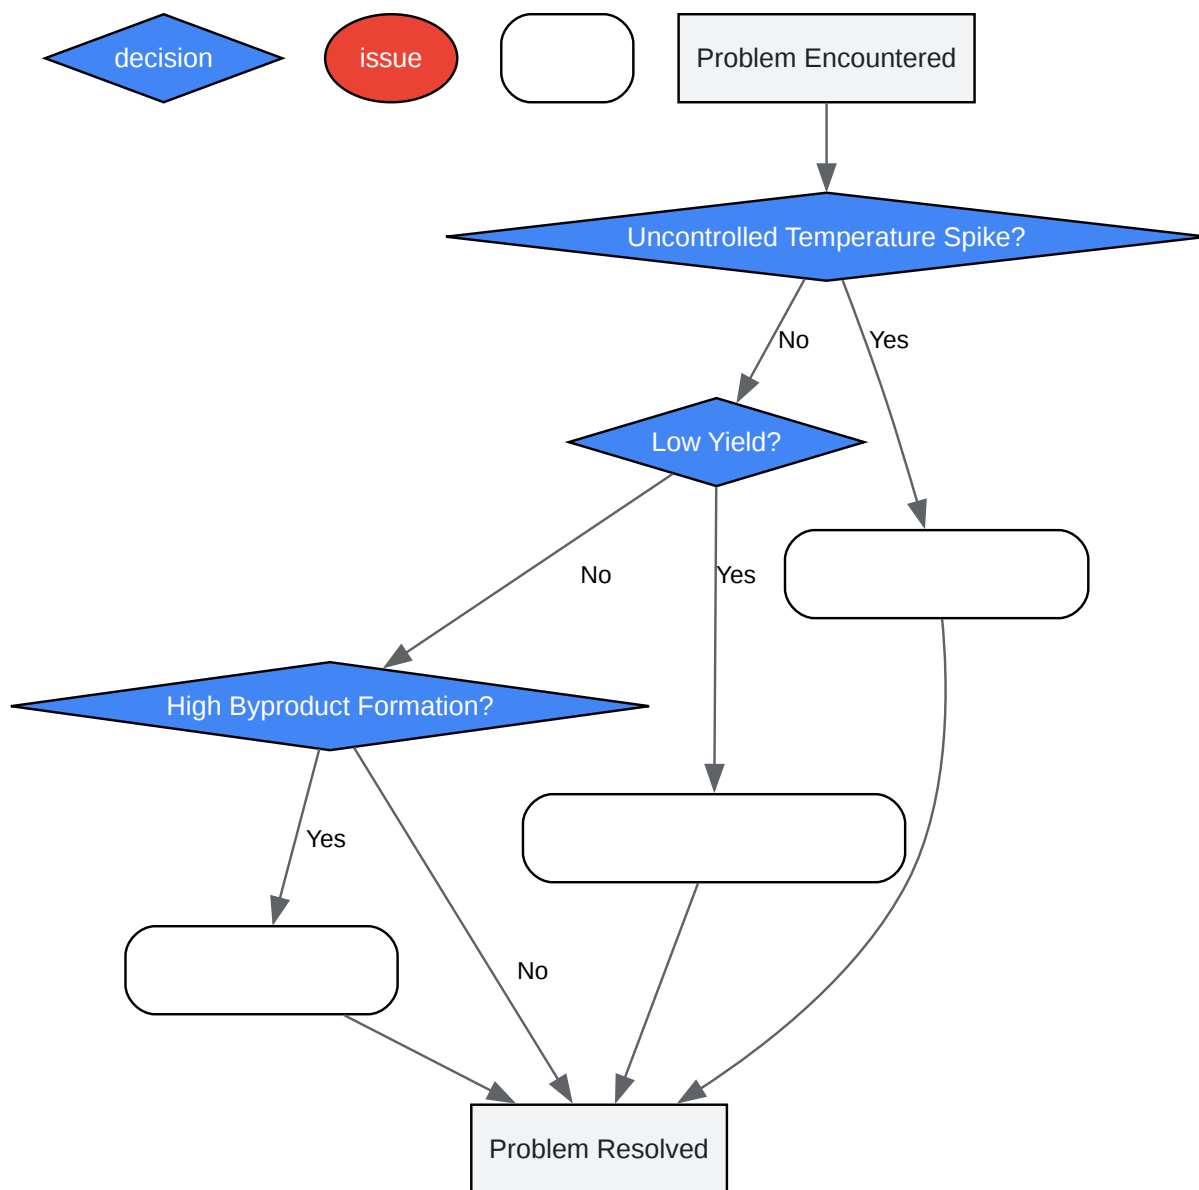 decision
issue
Problem Encountered
Uncontrolled Temperature Spike?
No
Yes
Low Yield?
No
Yes
High Byproduct Formation?
Yes
No
Problem Resolved